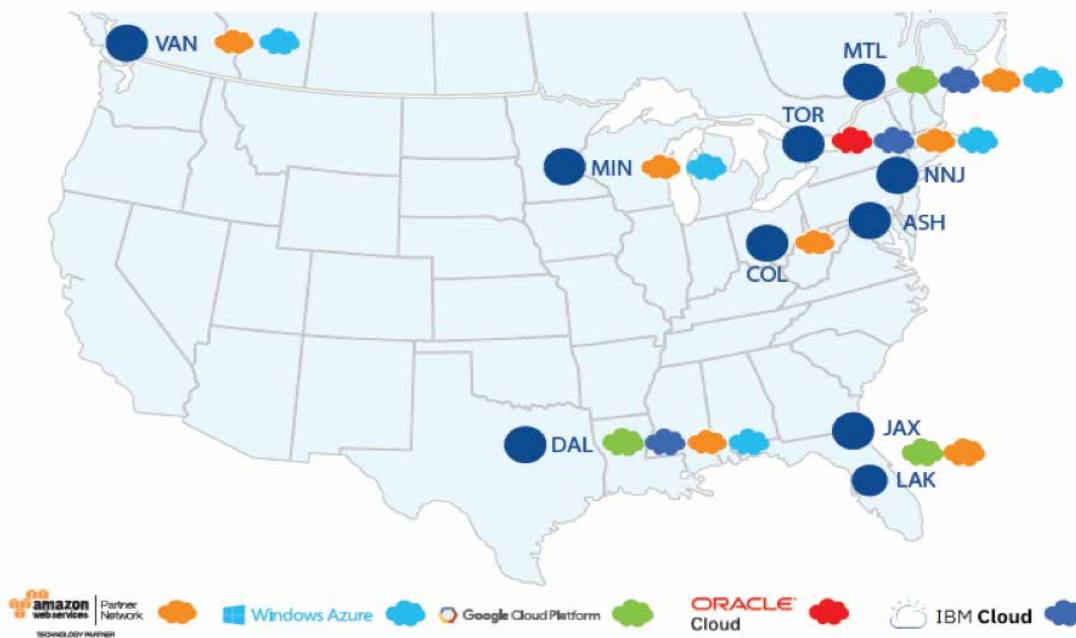 VAN
MTL
TOR
MIN
NNJ
ASH
COL
DAL
JAX
LAK
amazon
web services
Partner
Network
TECHNOLOGY PARTNER
Windows Azure
Google Cloud Platform
ORACLE
Cloud
IBM Cloud